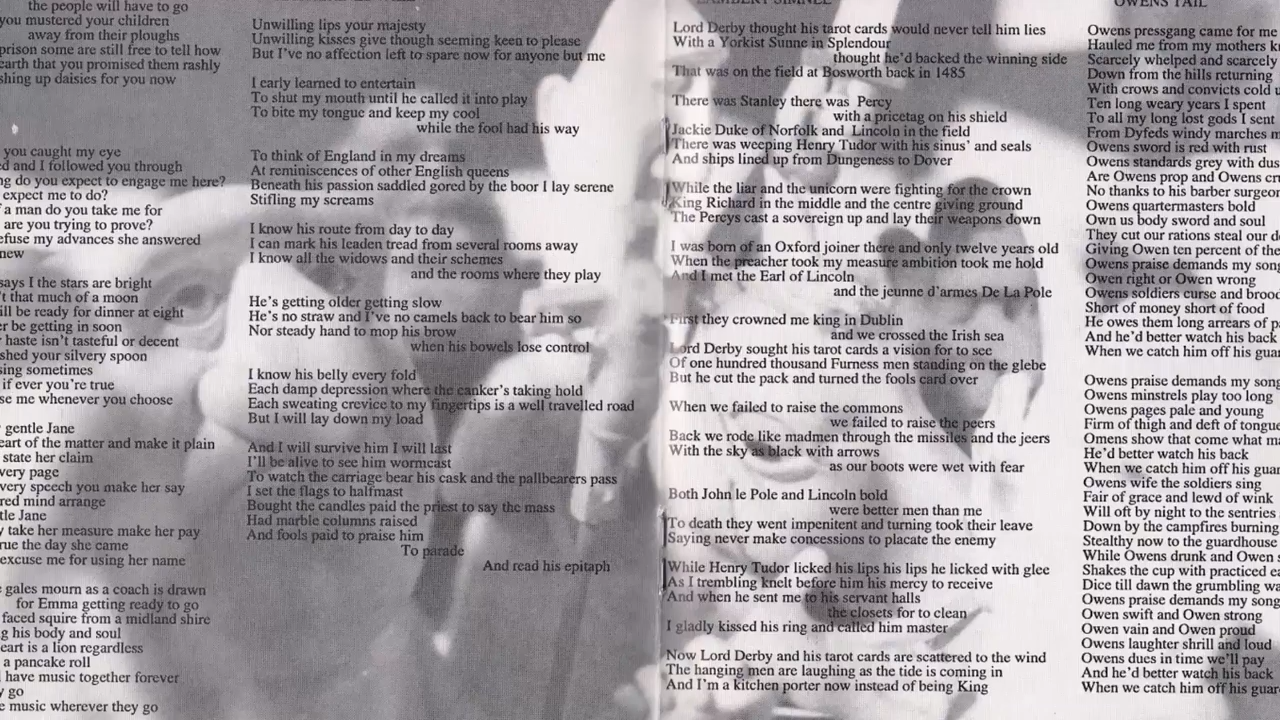 the people will have to go
you mustered your children
away from their ploughs
prison some are still free to tell how
earth that you promised them rashly
shing up daisies for you now
you caught my eye
ed and I followed you through
ng do you expect to engage me here?
expect me to do?
f a man do you take me for
are you trying to prove?
efuse my advances she answered
new
says I the stars are bright
't that much of a moon
ill be ready for dinner at eight
er be getting in soon
haste isn't tasteful or decent
shed your silvery spoon
sing sometimes
if ever you're true
se me whenever you choose
gentle Jane
eart of the matter and make it plain
state her claim
very page
very speech you make her say
red mind arrange
tle Jane
y take her measure make her pay
rue the day she came
excuse me for using her name
gales mourn as a coach is drawn
for Emma getting ready to go
faced squire from a midland shire
g his body and soul
eart is a lion regardless
a pancake roll
I have music together forever
y go
e music wherever they go
Unwilling lips your majesty
Unwilling kisses give though seeming keen to please
But I've no affection left to spare now for anyone but me
I early learned to entertain
To shut my mouth until he called it into play
To bite my tongue and keep my cool
while the fool had his way
To think of England in my dreams
At reminiscences of other English queens
Beneath his passion saddled gored by the boor I lay serene
Stifling my screams
I know his route from day to day
I can mark his leaden tread from several rooms away
I know all the widows and their schemes
and the rooms where they play
He's getting older getting slow
He's no straw and I've no camels back to bear him so
Nor steady hand to mop his brow
when his bowels lose control
I know his belly every fold
Each damp depression where the canker's taking hold
Each sweating crevice to my fingertips is a well travelled road
But I will lay down my load
And I will survive him I will last
I'll be alive to see him wormcast
To watch the carriage bear his cask and the pallbearers pass
I set the flags to halfmast
Bought the candles paid the priest to say the mass
Had marble columns raised
And fools paid to praise him
To parade
And read his epitaph
LAMBERT SIMNEL
Lord Derby thought his tarot cards would never tell him lies
With a Yorkist Sunne in Splendour
thought he'd backed the winning side
That was on the field at Bosworth back in 1485
There was Stanley there was Percy
with a pricetag on his shield
Jackie Duke of Norfolk and Lincoln in the field
There was weeping Henry Tudor with his sinus' and seals
And ships lined up from Dungeness to Dover
While the liar and the unicorn were fighting for the crown
King Richard in the middle and the centre giving ground
The Percys cast a sovereign up and lay their weapons down
I was born of an Oxford joiner there and only twelve years old
When the preacher took my measure ambition took me hold
And I met the Earl of Lincoln
and the jeunne d'armes De La Pole
First they crowned me king in Dublin
and we crossed the Irish sea
Lord Derby sought his tarot cards a vision for to see
Of one hundred thousand Furness men standing on the glebe
But he cut the pack and turned the fools card over
When we failed to raise the commons
we failed to raise the peers
Back we rode like madmen through the missiles and the jeers
With the sky as black with arrows
as our boots were wet with fear
Both John le Pole and Lincoln bold
were better men than me
To death they went impenitent and turning took their leave
Saying never make concessions to placate the enemy
While Henry Tudor licked his lips his lips he licked with glee
As I trembling knelt before him his mercy to receive
And when he sent me to his servant halls
the closets for to clean
I gladly kissed his ring and called him master
Now Lord Derby and his tarot cards are scattered to the wind
The hanging men are laughing as the tide is coming in
And I'm a kitchen porter now instead of being King
OWENS TAIL
Owens pressgang came for me
Hauled me from my mothers k
Scarcely whelped and scarcely
Down from the hills returning
With crows and convicts cold u
Ten long weary years I spent
To all my long lost gods I sent
From Dyfeds windy marches m
Owens sword is red with rust
Owens standards grey with dus
Are Owens prop and Owens cr
No thanks to his barber surgeon
Owens quartermasters bold
Own us body sword and soul
They cut our rations steal our d
Giving Owen ten percent of the
Owens praise demands my song
Owen right or Owen wrong
Owens soldiers curse and brood
Short of money short of food
He owes them long arrears of p
And he'd better watch his back
When we catch him off his guar
Owens praise demands my song
Owens minstrels play too long
Owens pages pale and young
Firm of thigh and deft of tongue
Omens show that come what m
He'd better watch his back
When we catch him off his guar
Owens wife the soldiers sing
Fair of grace and lewd of wink
Will oft by night to the sentries
Down by the campfires burning
Stealthy now to the guardhouse
While Owens drunk and Owen s
Shakes the cup with practiced ea
Dice till dawn the grumbling wa
Owens praise demands my song
Owen swift and Owen strong
Owen vain and Owen proud
Owens laughter shrill and loud
Owens dues in time we'll pay
And he'd better watch his back
When we catch him off his guar